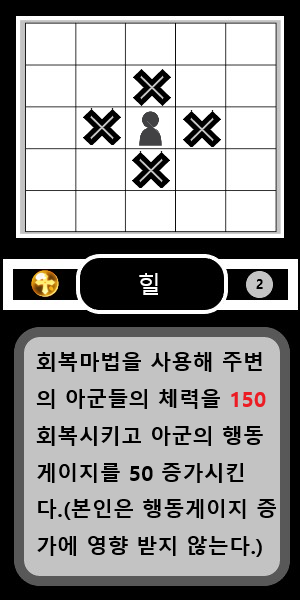 힐
2
회복마법을 사용해 주변
의 아군들의 체력을 150
회복시키고 아군의 행동
게이지를 50 증가시킨
다.(본인은 행동게이지 증
가에 영향 받지 않는다.)